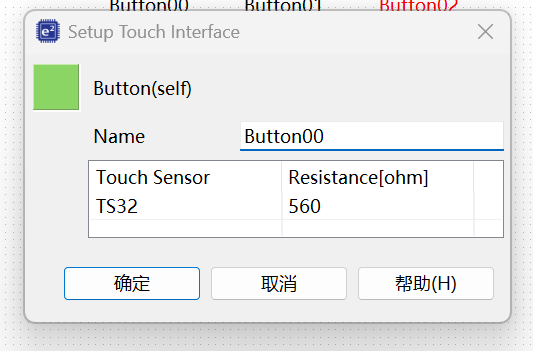 Button00 Button01 Button02
e² Setup Touch Interface
Button(self)
Name Button00
Touch Sensor Resistance[ohm]
TS32 560
确定 取消 帮助(H)